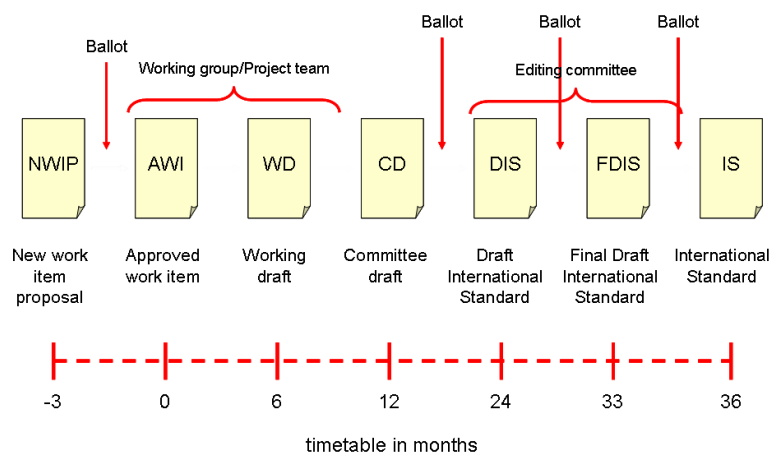 Ballot
Ballot
Ballot
Ballot
Working group/Project team
Editing committee
NWIP
AWI
WD
CD
DIS
FDIS
IS
New work
item
proposal
Approved
work item
Working
draft
Committee
draft
Draft
International
Standard
Final Draft
International
Standard
International
Standard
-3
0
6
12
24
33
36
timetable in months